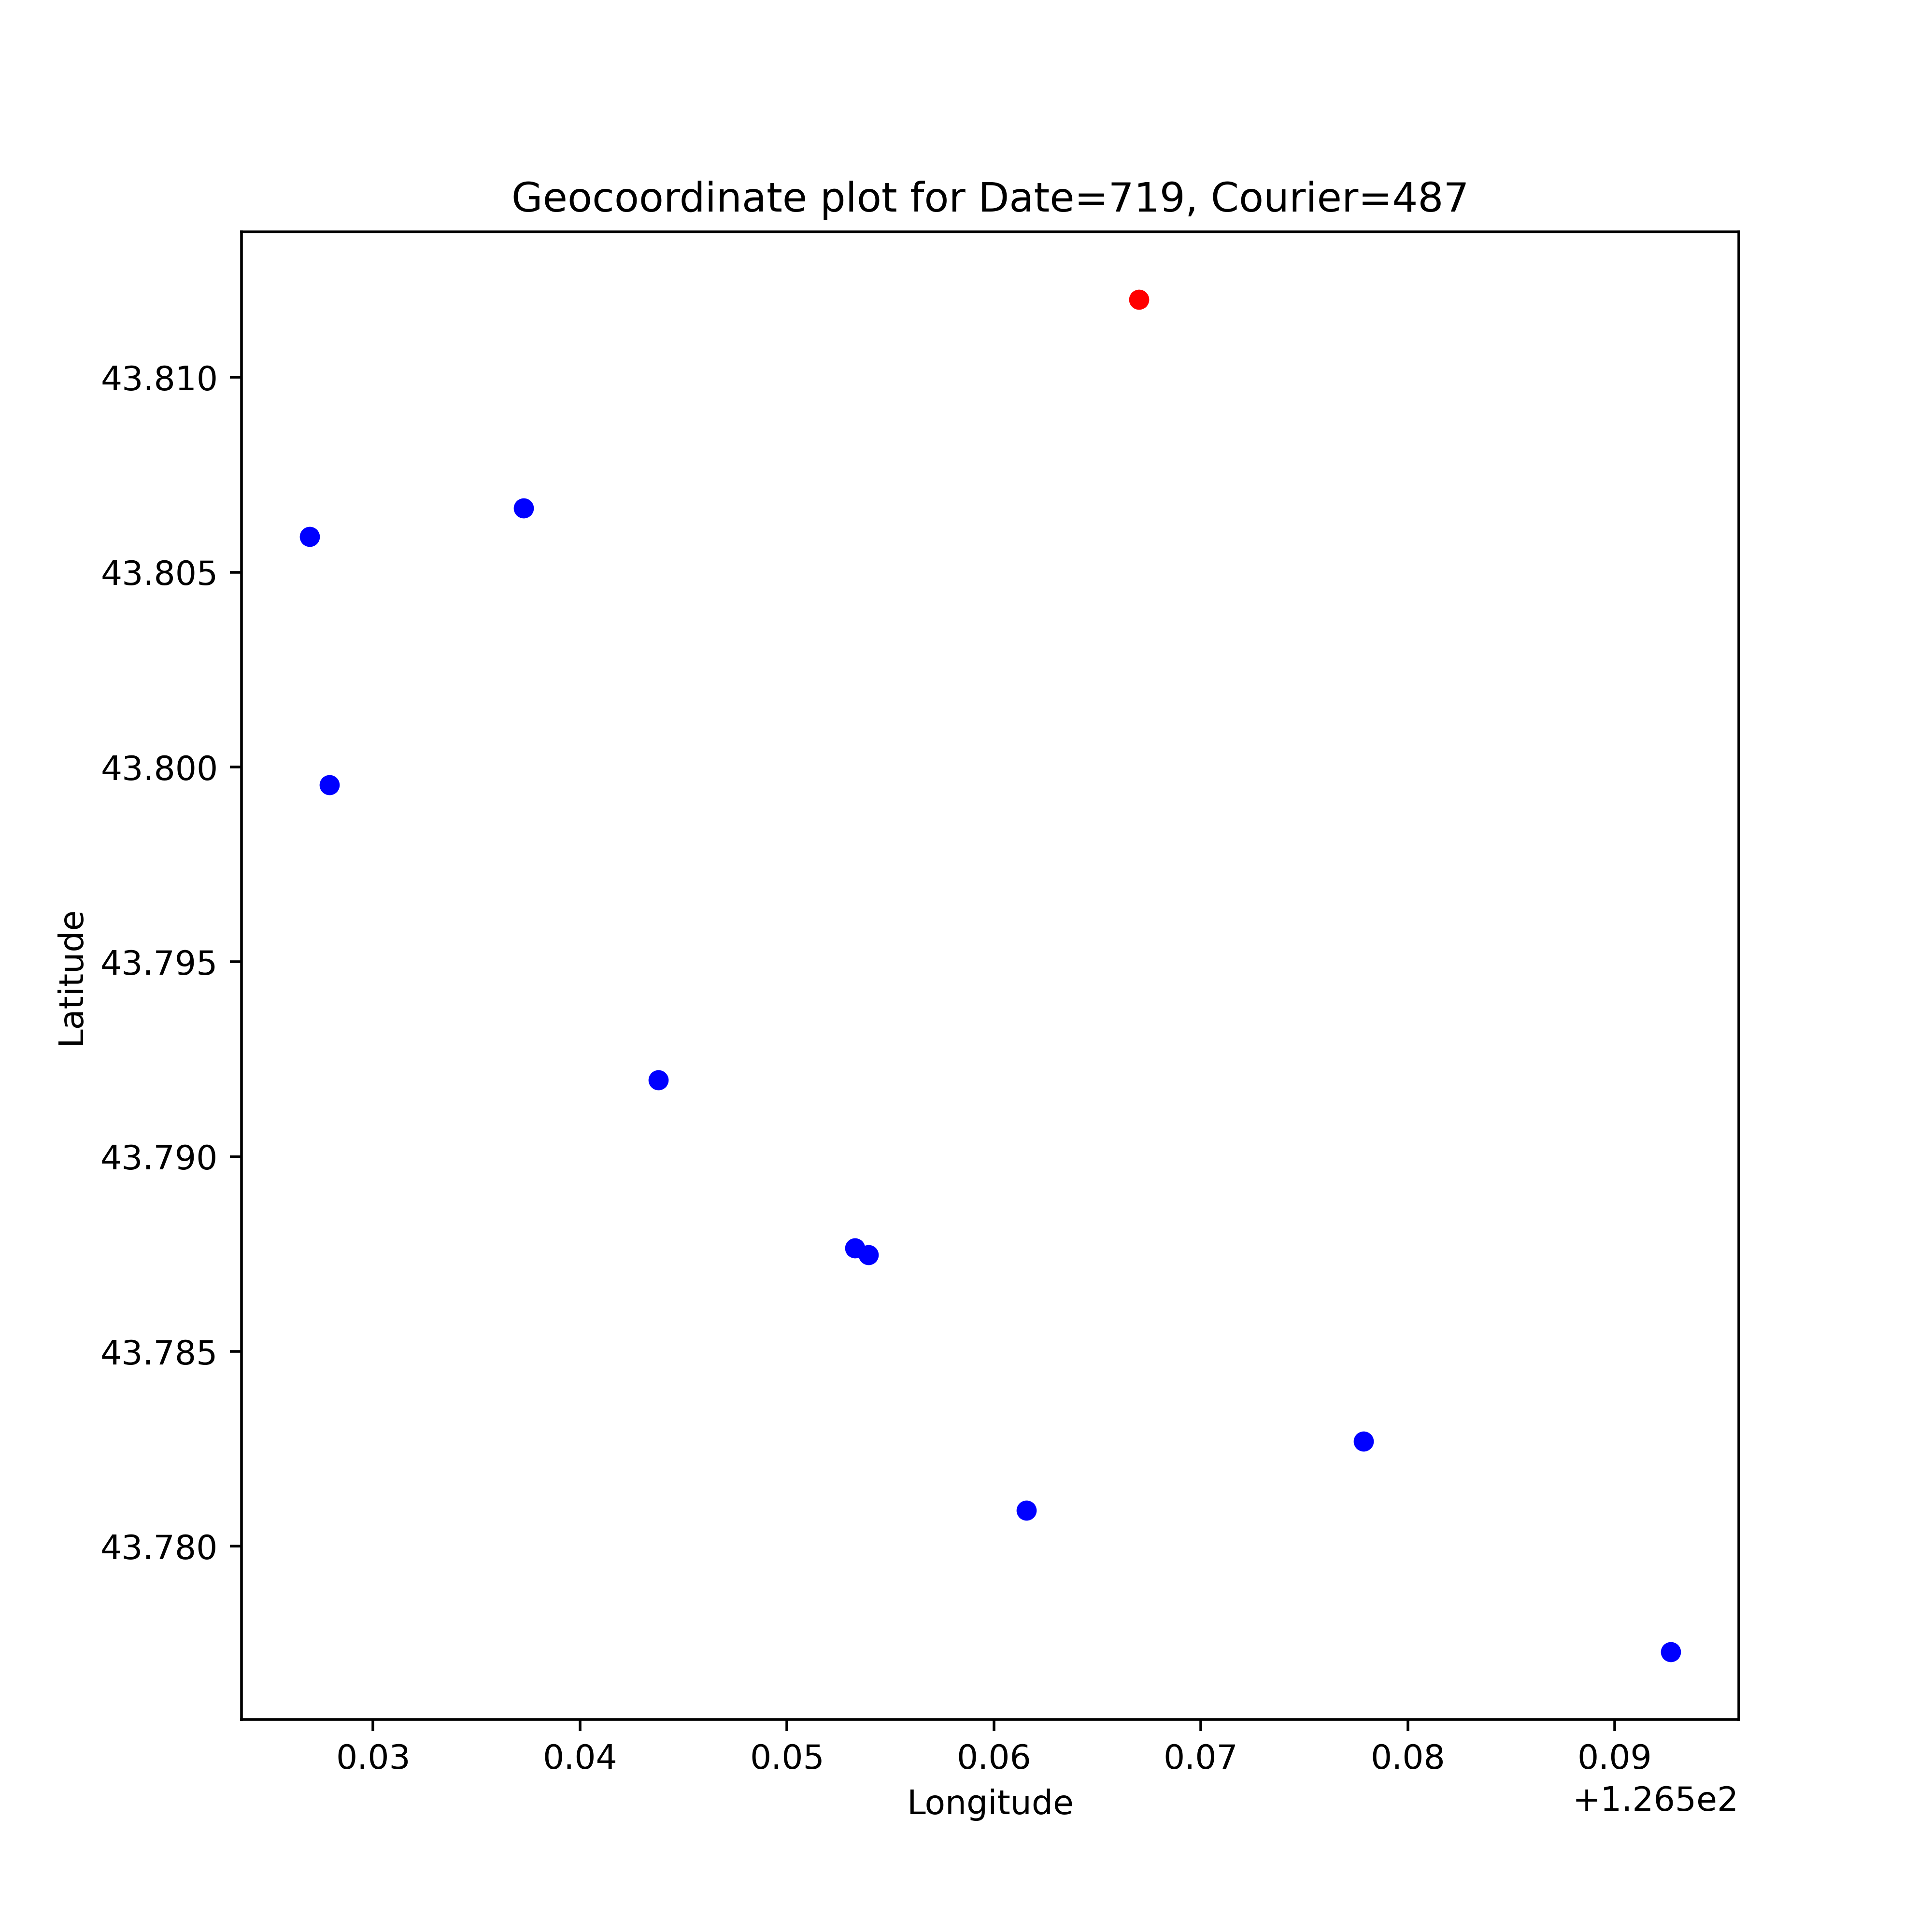 Geocoordinate plot for Date=719, Courier=487
43.810
43.805
43.800
43.795
43.790
43.785
43.780
Latitude
0.03 0.04 0.05 0.06 0.07 0.08 0.09
+1.265e2
Longitude